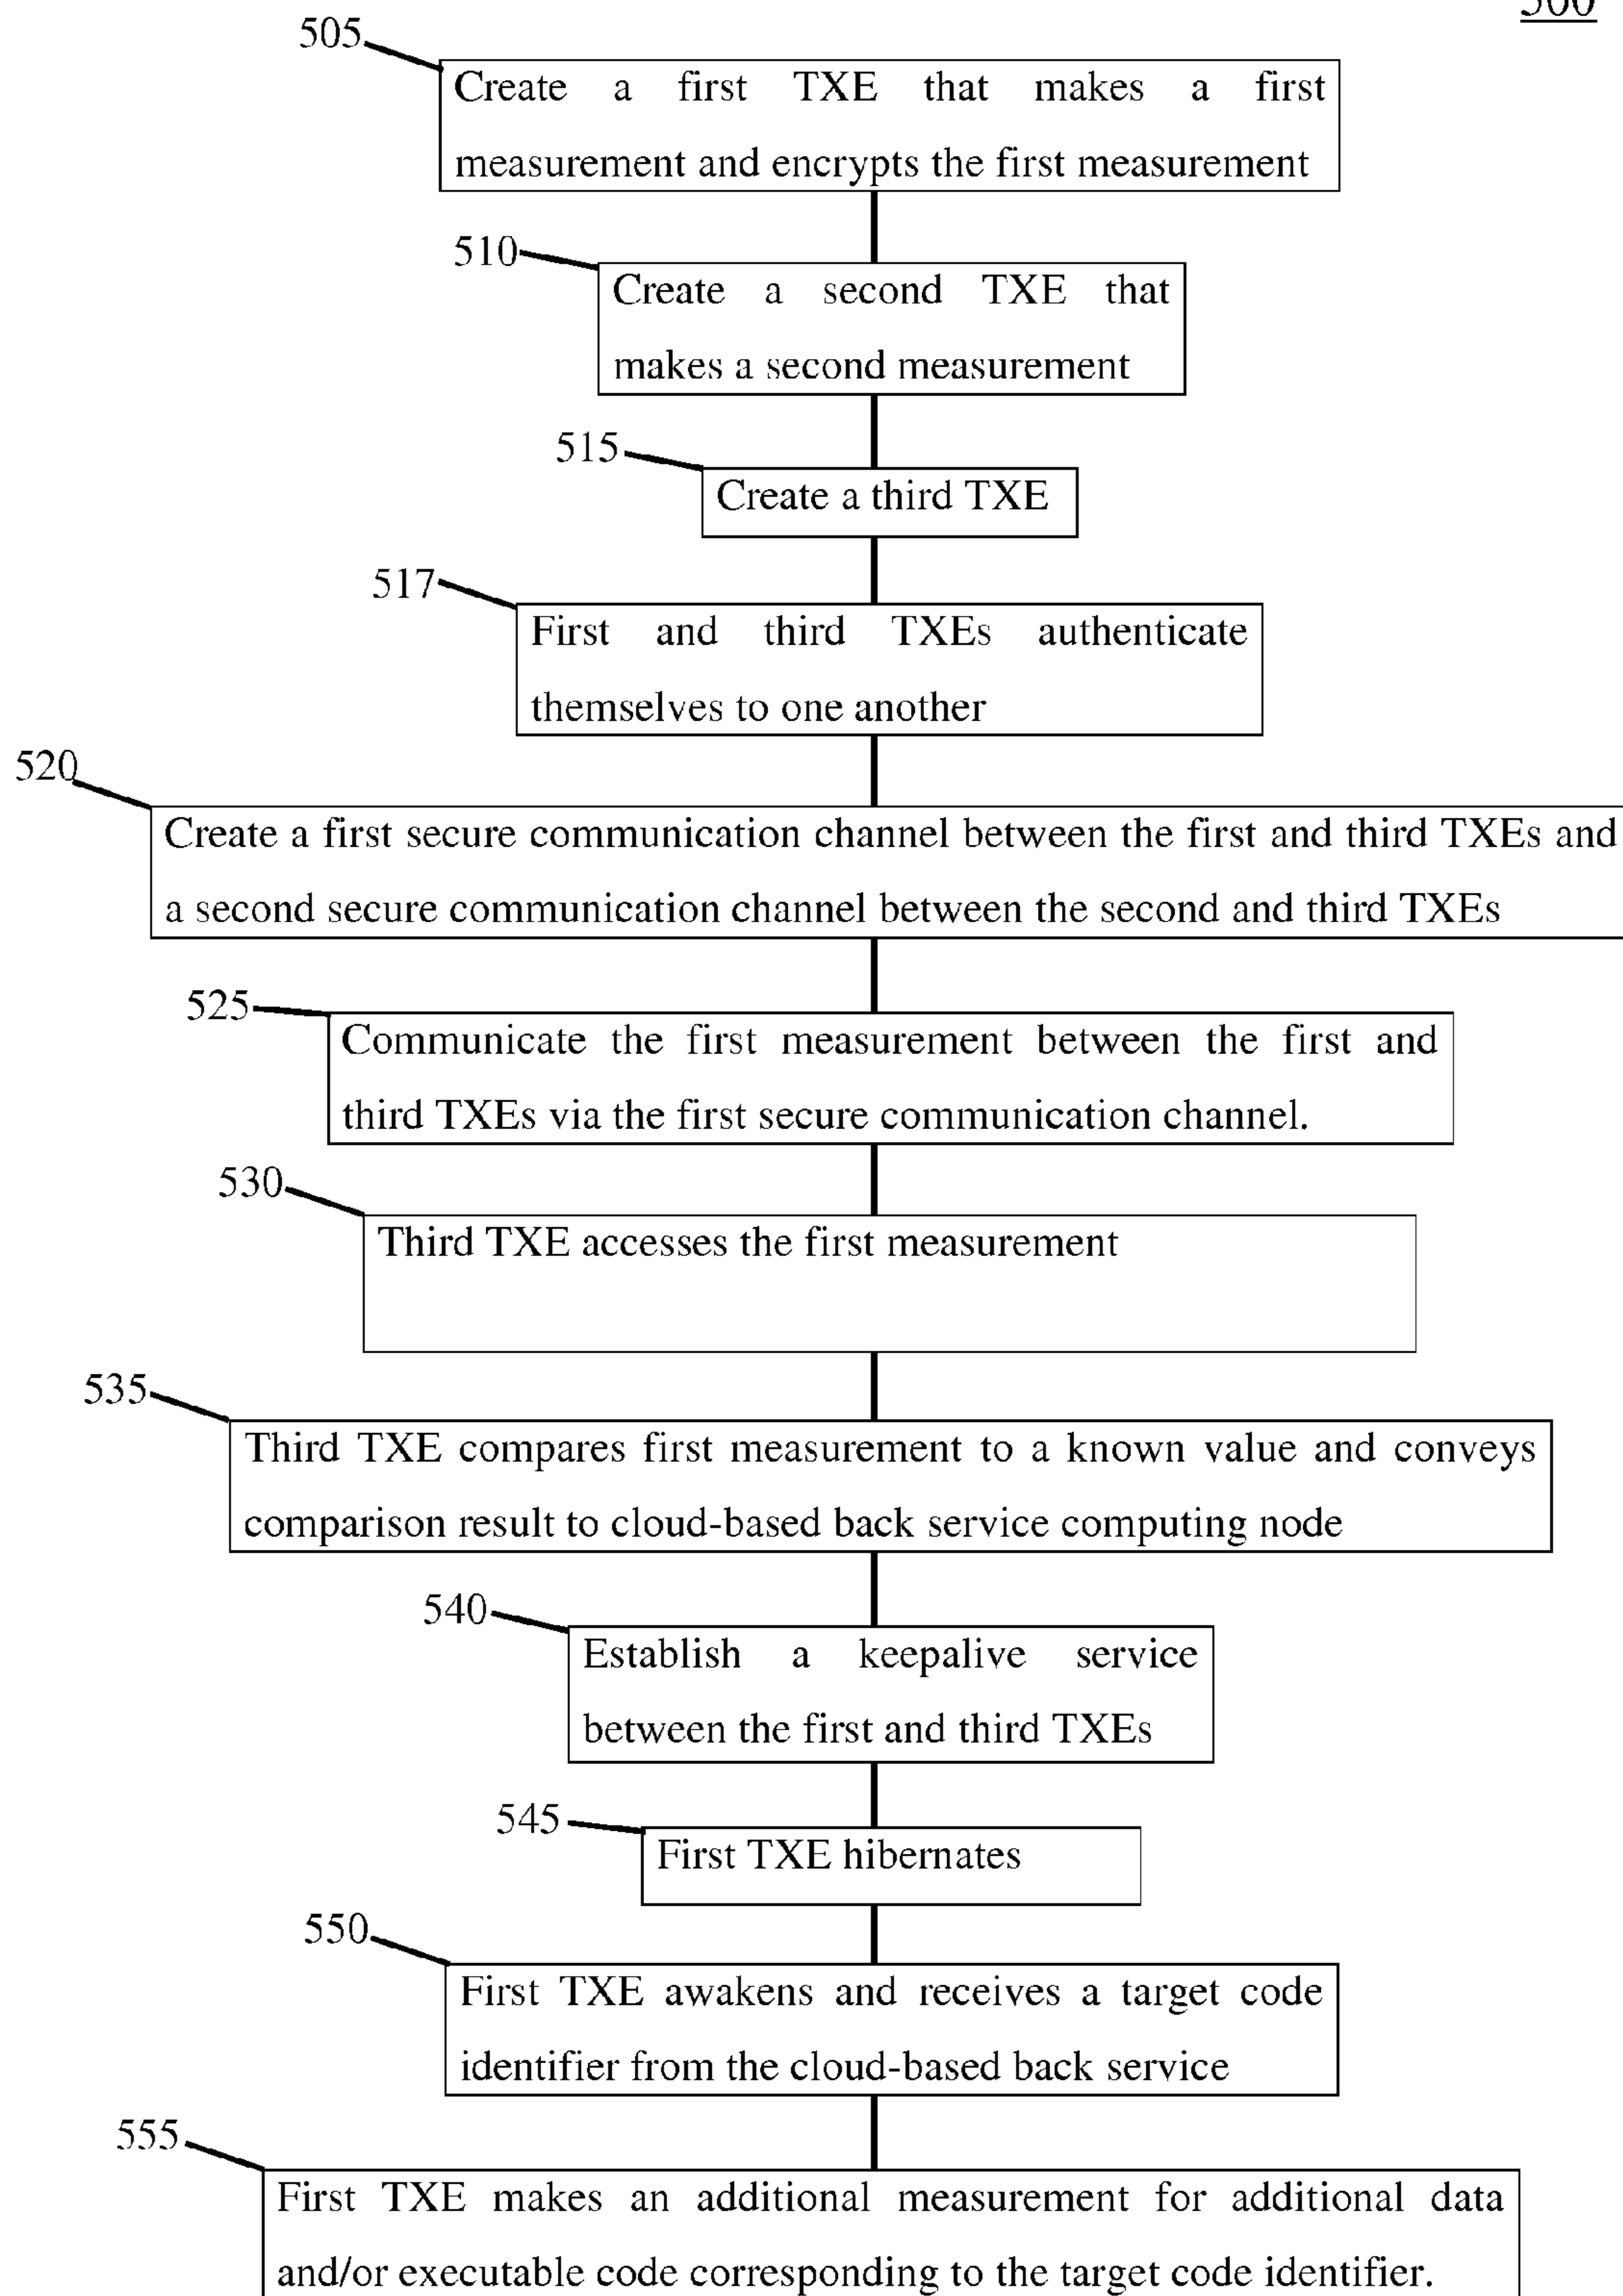 500
505
Create a first TXE that makes a first
measurement and encrypts the first measurement
510
Create a second TXE that
makes a second measurement
515
Create a third TXE
517
First and third TXEs authenticate
themselves to one another
520
Create a first secure communication channel between the first and third TXEs and
a second secure communication channel between the second and third TXEs
525
Communicate the first measurement between the first and
third TXEs via the first secure communication channel.
530
Third TXE accesses the first measurement
535
Third TXE compares first measurement to a known value and conveys
comparison result to cloud-based back service computing node
540
Establish a keepalive service
between the first and third TXEs
545
First TXE hibernates
550
First TXE awakens and receives a target code
identifier from the cloud-based back service
555
First TXE makes an additional measurement for additional data
and/or executable code corresponding to the target code identifier.